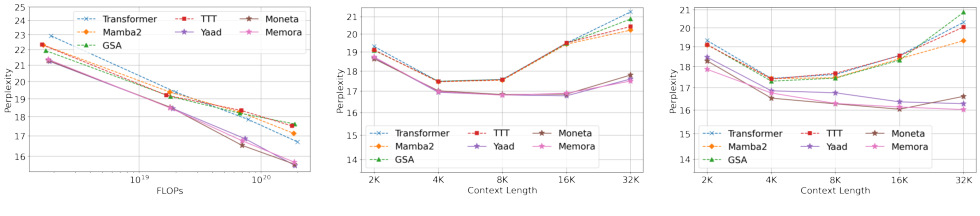 25
24
23
22
21
20
19
18
17
16
Perplexity
Transformer
Mamba2
GSA
TTT
Yaad
Moneta
Memora
10^19
10^20
FLOPs
21
20
19
18
17
16
15
14
Perplexity
Transformer
Mamba2
GSA
TTT
Yaad
Moneta
Memora
2K
4K
8K
16K
32K
Context Length
21
20
19
18
17
16
15
14
Perplexity
Transformer
Mamba2
GSA
TTT
Yaad
Moneta
Memora
2K
4K
8K
16K
32K
Context Length